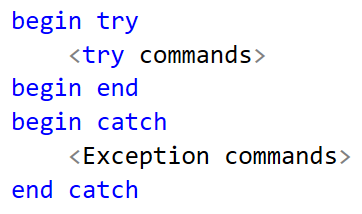 begin try
<try commands>
begin end
begin catch
<Exception commands>
end catch